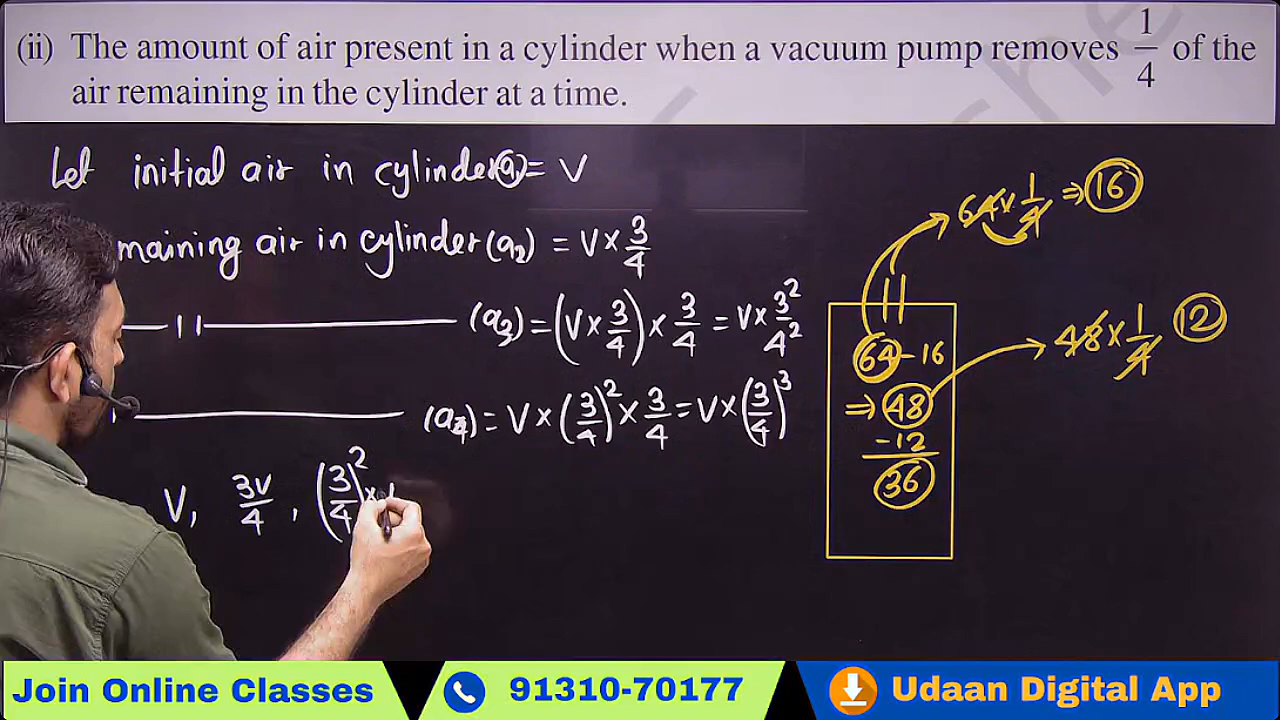 (ii) The amount of air present in a cylinder when a vacuum pump removes 1/4 of the
air remaining in the cylinder at a time.
Let initial air in cylinder(a₁) = V
maining air in cylinder (a₂) = V × 3/4
— 11 — (a₃) = (V × 3/4) × 3/4 = V × 3²/4²
(a₄) = V × (3/4)² × 3/4 = V × (3/4)³
V, 3V/4, (3/4)² ×
64 × 1/4 ⇒ 16
64 - 16
⇒ 48
-12
36
48 × 1/4 12
Join Online Classes
91310-70177
Udaan Digital App